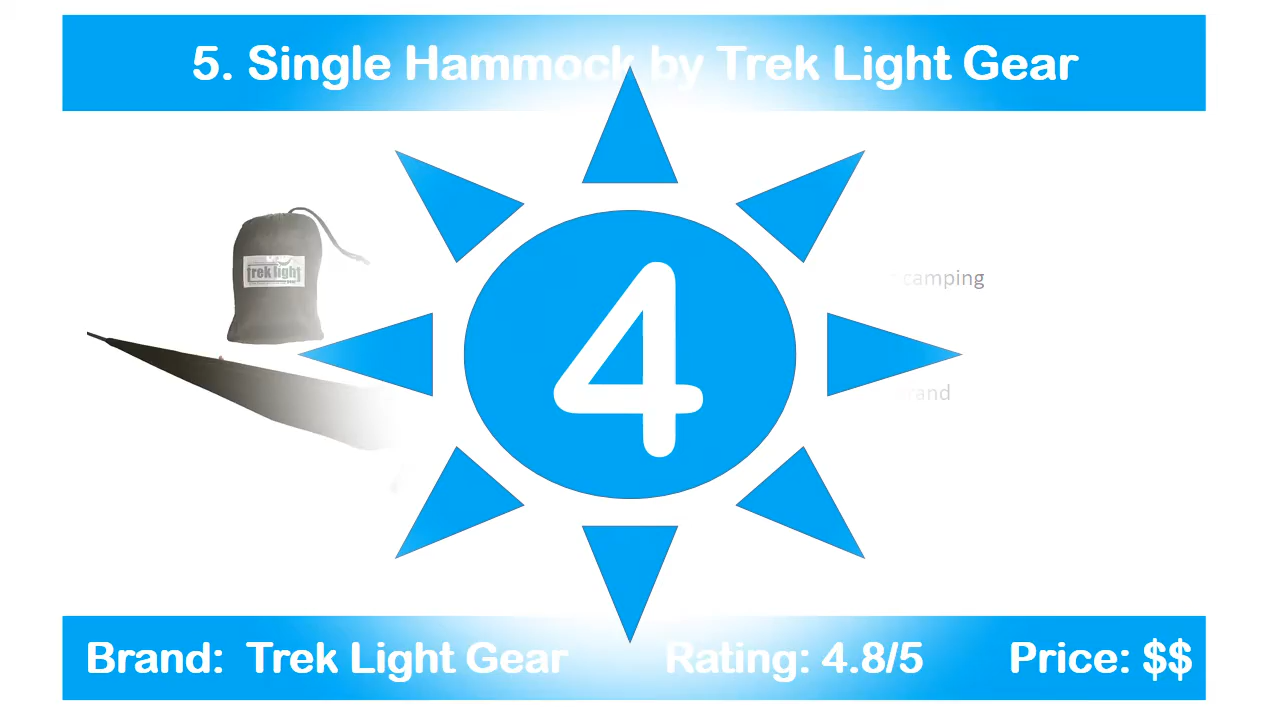 5. Single Hammock by Trek Light Gear
trek light
camping
4
Brand: Trek Light Gear Rating: 4.8/5 Price: $$